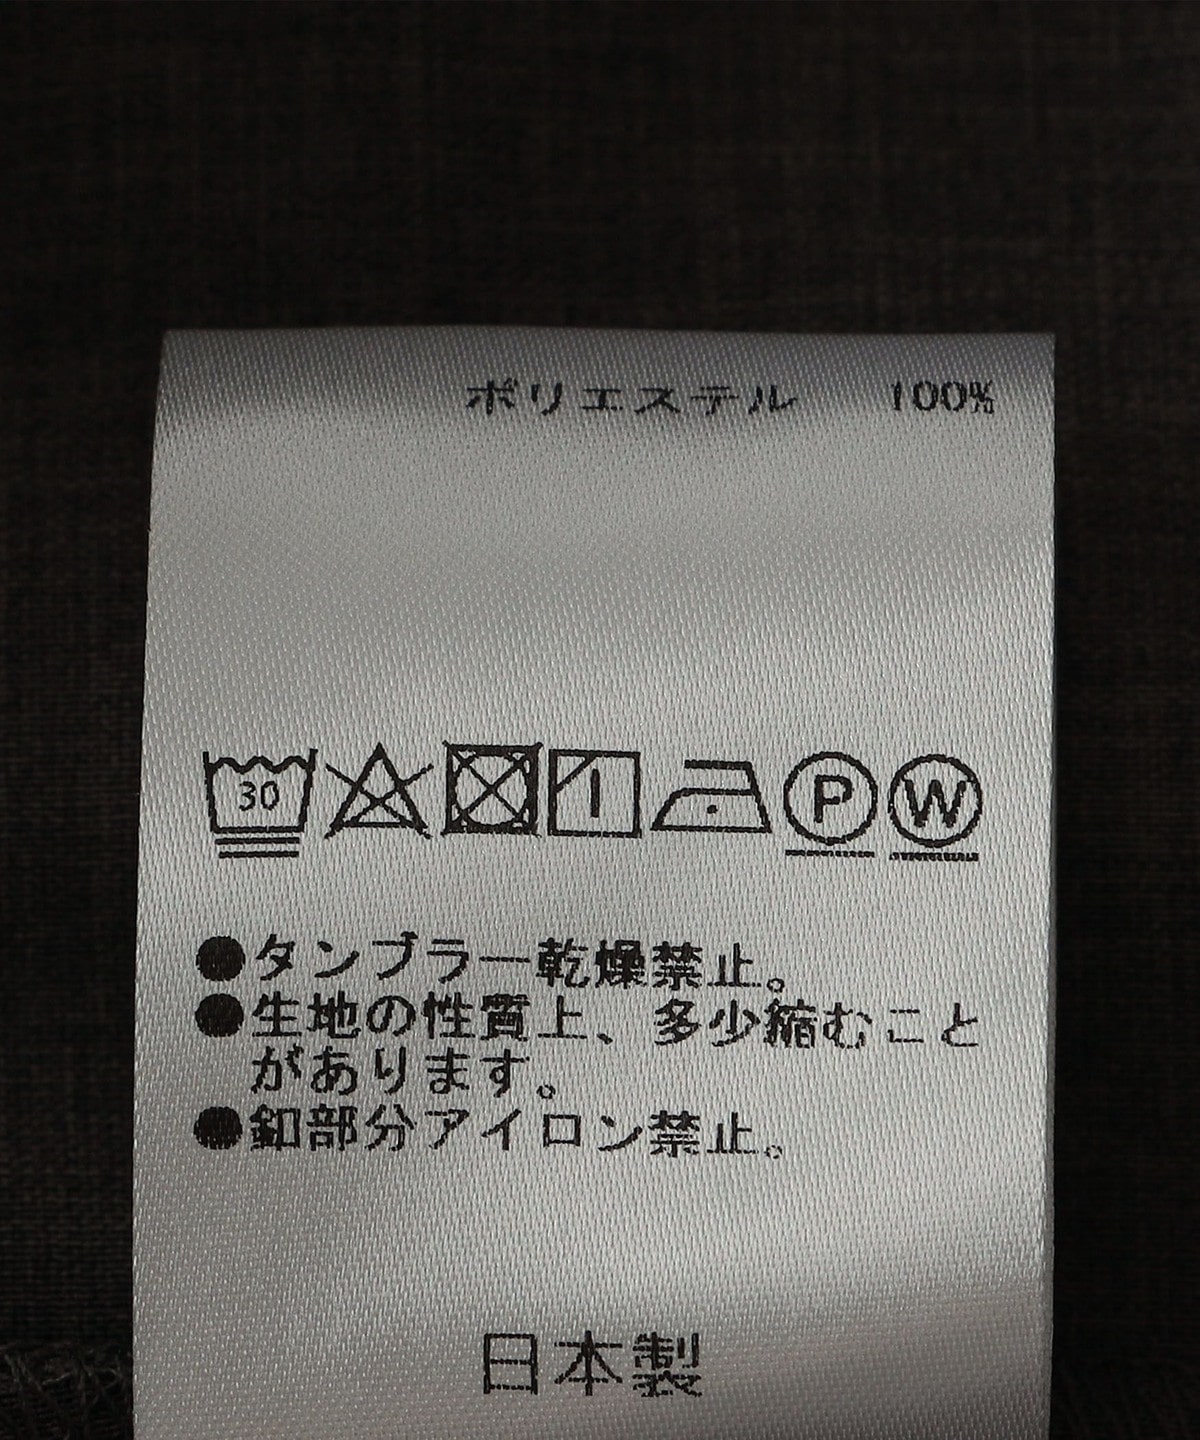 ポリエステル 100%
30 P W
●タンブラー乾燥禁止。
●生地の性質上、多少縮むこと
があります。
●釦部分アイロン禁止。
日本製